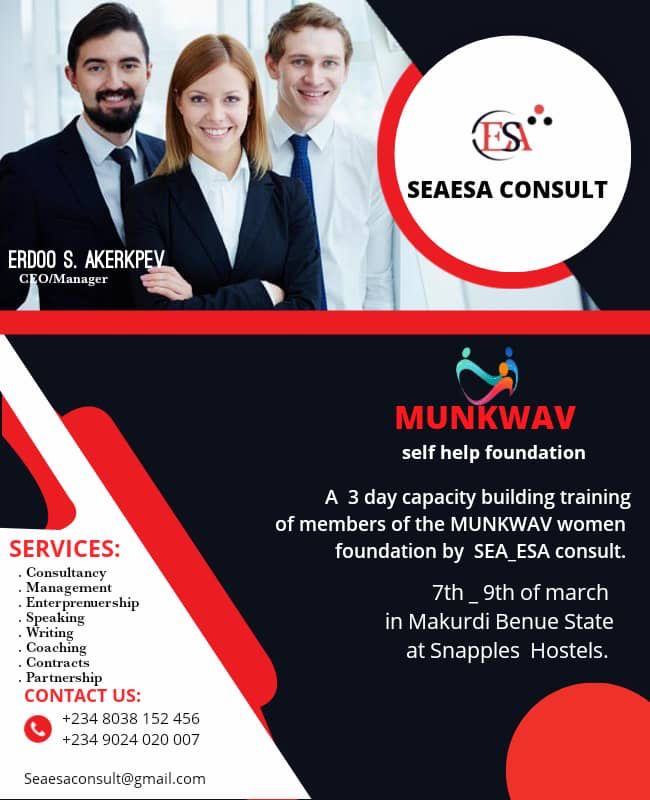 ESA
SEAESA CONSULT
ERDOO S. AKERKPEV
CEO/Manager
MUNKWAV
self help foundation
A 3 day capacity building training
of members of the MUNKWAV women
foundation by SEA_ESA consult.
7th _ 9th of march
in Makurdi Benue State
at Snapples Hostels.
SERVICES:
. Consultancy
. Management
. Enterprenuership
. Speaking
. Writing
. Coaching
. Contracts
. Partnership
CONTACT US:
+234 8038 152 456
+234 9024 020 007
Seaesaconsult@gmail.com